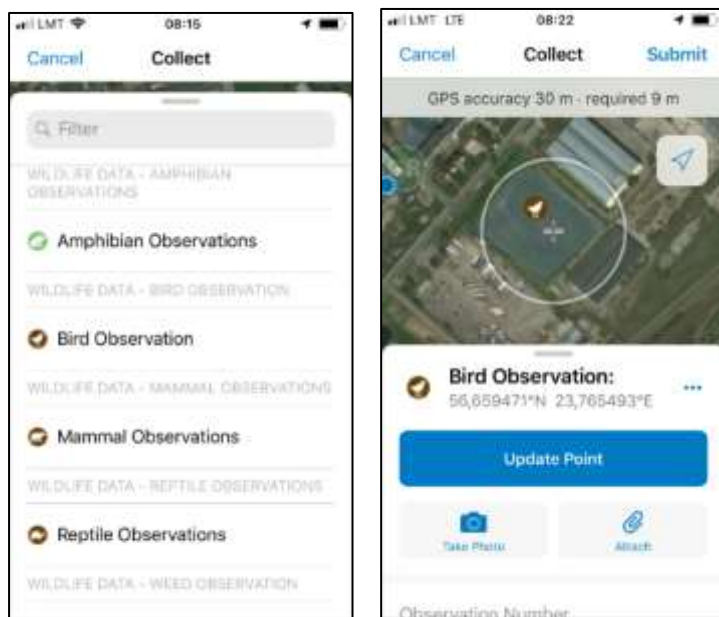 LMT
08:15
Cancel
Collect
Filter
WILDLIFE DATA - AMPHIBIAN
OBSERVATIONS
Amphibian Observations
WILDLIFE DATA - BIRD OBSERVATION
Bird Observation
WILDLIFE DATA - MAMMAL OBSERVATIONS
Mammal Observations
WILDLIFE DATA - REPTILE OBSERVATIONS
Reptile Observations
WILDLIFE DATA - WEED OBSERVATION
LMT LTE
08:22
Cancel
Collect
Submit
GPS accuracy 30 m - required 9 m
Bird Observation:
56,659471°N 23,765493°E
Update Point
Take Photo
Attach
Observation Number